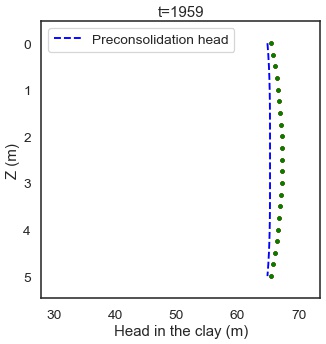 t=1959
Preconsolidation head
0
1
2
3
4
5
Z (m)
30 40 50 60 70
Head in the clay (m)